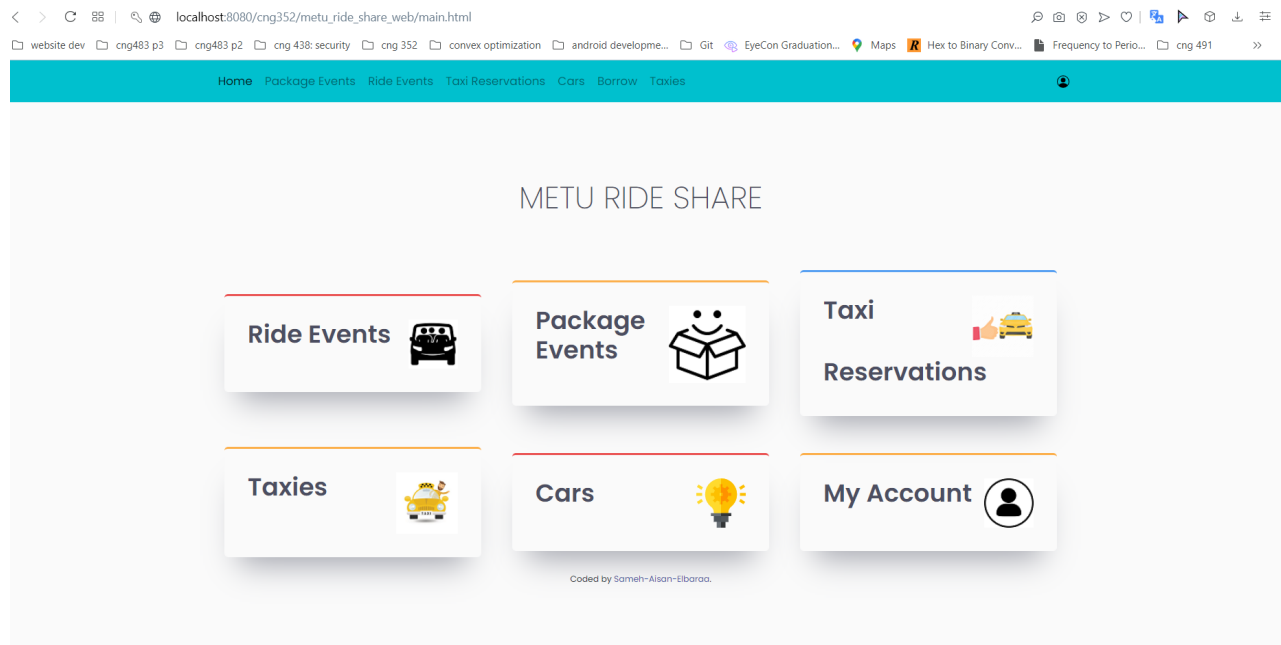 localhost:8080/cng352/metu_ride_share_web/main.html
website dev cng483 p3 cng483 p2 cng 438: security cng 352 convex optimization android developme... Git EyeCon Graduation... Maps R Hex to Binary Conv... Frequency to Perio... cng 491 >>
Home Package Events Ride Events Taxi Reservations Cars Borrow Taxies
METU RIDE SHARE
Ride Events
Package
Events
Taxi
Reservations
Taxies
TAXI
Cars
My Account
Coded by Sameh-Aisan-Elbaraa.